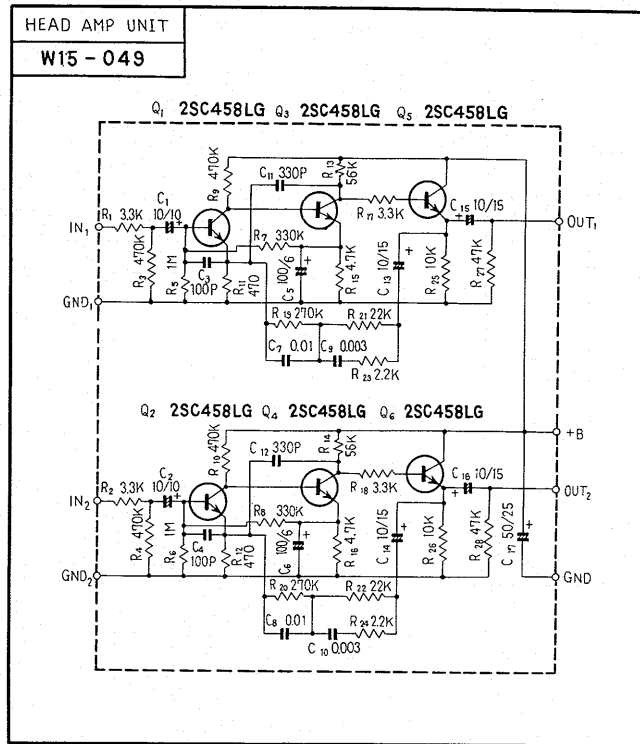 HEAD AMP UNIT
W15-049
Q1 2SC458LG Q3 2SC458LG Q5 2SC458LG
R9 470K
C11 330P
R13 56K
R1 3.3K
C1 10/10
R17 3.3K
C15 10/15
IN1
OUT1
R3 470K
1M
R5
C3 100P
R7 330K
R11 470
C5 100/6
R15 4.7K
C13 10/15
R25 10K
R27 47K
GND1
R19 270K
R21 22K
C7 0.01
C9 0.003
R23 2.2K
Q2 2SC458LG Q4 2SC458LG Q6 2SC458LG
+B
R10 470K
C12 330P
R14 56K
R2 3.3K
C2 10/10
R18 3.3K
C16 10/15
IN2
OUT2
R4 470K
1M
R6
C4 100P
R8 330K
R12 470
C6 100/6
R16 4.7K
C14 10/15
R26 10K
R28 47K
C17 50/25
GND2
GND
R20 270K
R22 22K
C8 0.01
R24 2.2K
C10 0.003